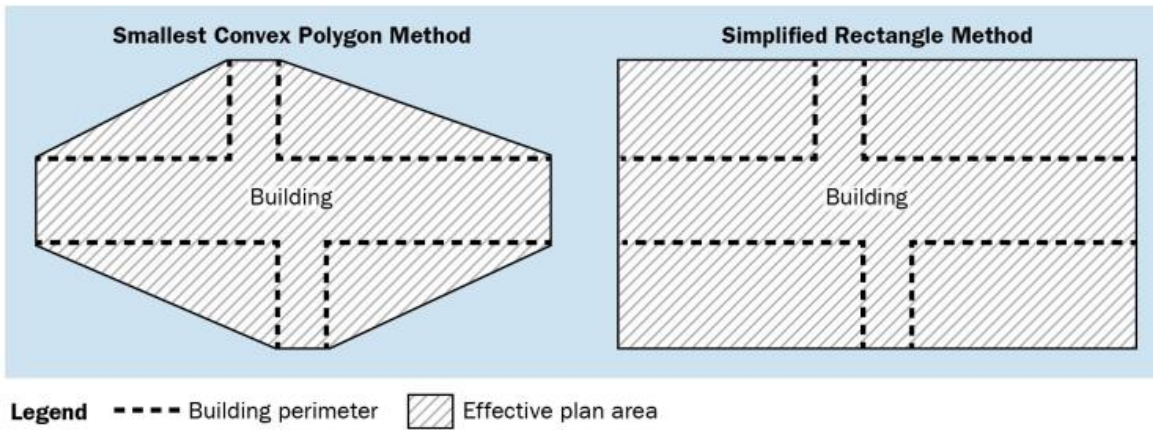 Smallest Convex Polygon Method
Simplified Rectangle Method
Building
Building
Legend
Building perimeter
Effective plan area